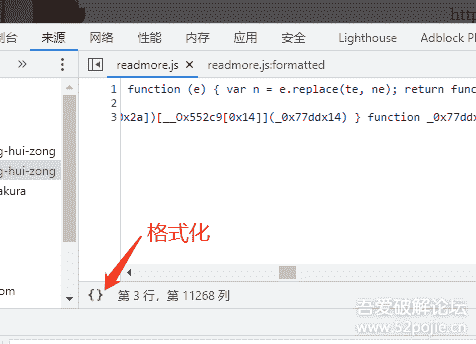 htt
制台 来源 网络 性能 内存 应用 安全 Lighthouse Adblock Pl
» readmore.js × readmore.js:formatted
1 function (e) { var n = e.replace(te, ne); return func
2
3 0x2a])[__Ox552c9[0x14]](_0x77ddx14) } function _0x77ddx
g-hui-zong
g-hui-zong
akura
格式化
om
{} 第 3 行，第 11268 列
吾爱破解论坛
www.52pojie.cn